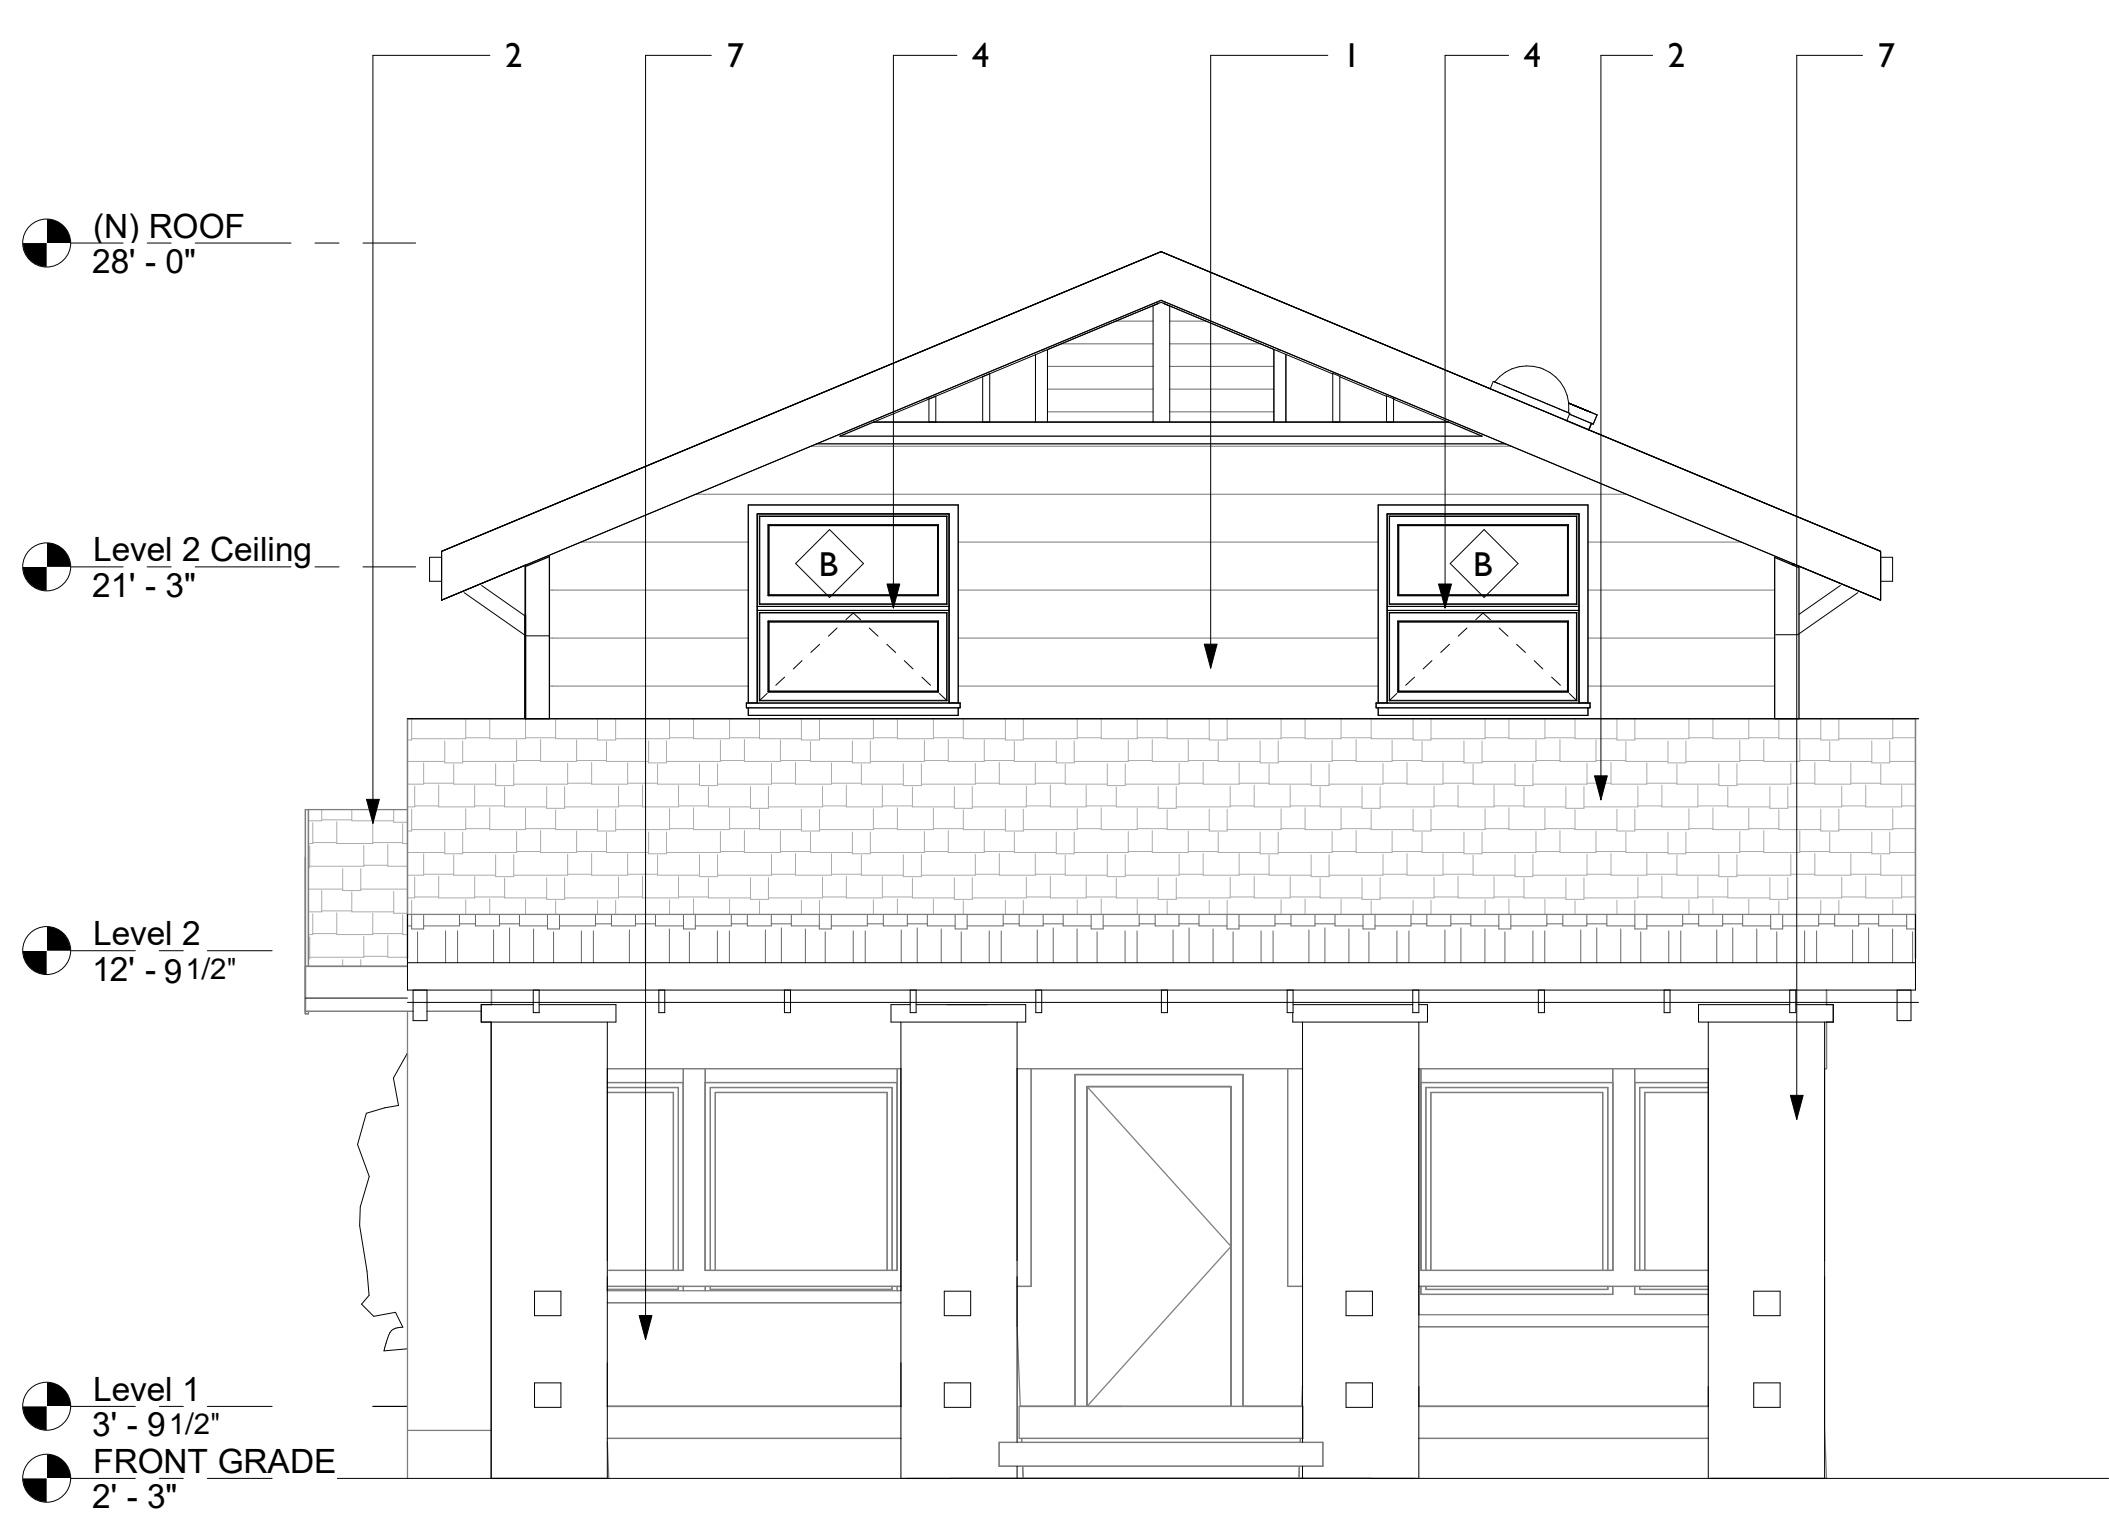 2 7 4 1 4 2 7
(N) ROOF
28' - 0"
Level 2 Ceiling
21' - 3"
B B
Level 2
12' - 9 1/2"
Level 1
3' - 9 1/2"
FRONT GRADE
2' - 3"